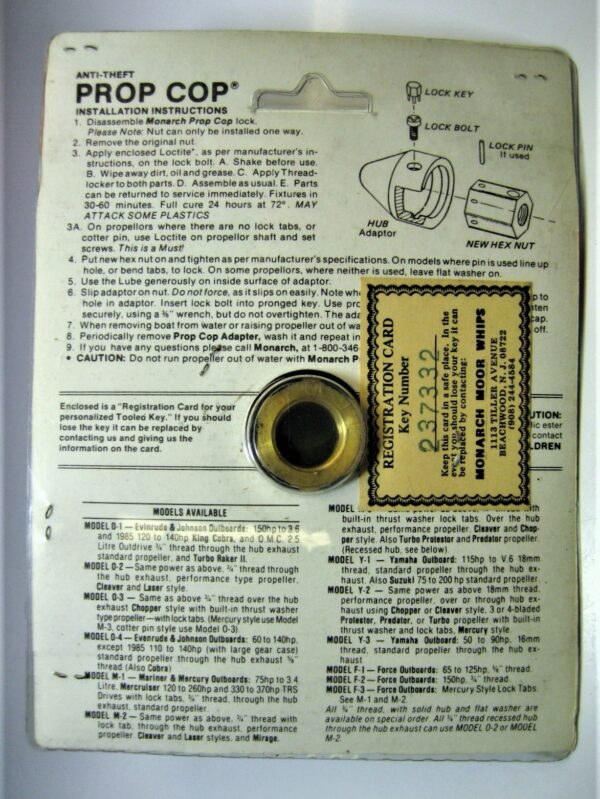 ANTI-THEFT
PROP COP®
INSTALLATION INSTRUCTIONS
1. Disassemble Monarch Prop Cop lock.
Please Note: Nut can only be installed one way.
2. Remove the original nut.
3. Apply enclosed Loctite®, as per manufacturer's in-
structions, on the lock bolt. A. Shake before use.
B. Wipe away dirt, oil and grease. C. Apply Thread-
locker to both parts. D. Assemble as usual. E. Parts
can be returned to service immediately. Fixtures in
30-60 minutes. Full cure 24 hours at 72°. MAY
ATTACK SOME PLASTICS
3A. On propellors where there are no lock tabs, or
cotter pin, use Loctite on propellor shaft and set
screws. This is a Must!
LOCK KEY
LOCK BOLT
LOCK PIN
If used
HUB
Adaptor
NEW HEX NUT
4. Put new hex nut on and tighten as per manufacturer's specifications. On models where pin is used line up
hole, or bend tabs, to lock. On some propellors, where neither is used, leave flat washer on.
5. Use the Lube generously on inside surface of adaptor.
6. Slip adaptor on nut. Do not force, as it slips on easily. Note wh
hole in adaptor. Insert lock bolt into pronged key. Use
securely, using a ⅜" wrench, but do not overtighten. The
7. When removing boat from water or raising propeller out of
8. Periodically remove Prop Cop Adapter, wash it and repeat
9. If you have any questions please call Monarch, at 1-800-346
• CAUTION: Do not run propeller out of water with Monarch P
p to
ten
cap.
off.
REGISTRATION CARD
Key Number
237332
Keep this card in a safe place. In the
event you should lose your key it can
be replaced by contacting:
MONARCH MOOR WHIPS
1113 TILLER AVENUE
BEACHWOOD, N. J. 08722
(908) 244-4584
Enclosed is a "Registration Card for your
personalized Tooled Key." If you should
lose the key it can be replaced by
contacting us and giving us the
information on the card.
UTION:
lic ester
contact
LDREN
MODELS AVAILABLE
MODEL O-1 — Evinrude & Johnson Outboards: 150hp to 3.6
and 1985 120 to 140hp King Cobra, and O.M.C. 2.5
Litre Outdrive ¾" thread through the hub exhaust
standard propeller, and Turbo Raker II.
MODEL O-2 — Same power as above. ¾" thread through
the hub exhaust, performance type propeller,
Cleaver and Laser style.
MODEL O-3 — Same as above ¾" thread over the hub
exhaust Chopper style with built-in thrust washer
type propeller—with lock tabs. (Mercury style use Model
M-3, cotter pin style use Model O-3)
MODEL O-4 — Evenrude & Johnson Outboards: 60 to 140hp,
except 1985 110 to 140hp (with large gear case)
standard propeller through the hub exhaust ⅝"
thread (Also Cobra)
MODEL M-1 — Mariner & Mercury Outboards: 75hp to 3.4
Litre, Mercruiser 120 to 260hp and 330 to 370hp TRS
Drives with lock tabs, ¾" thread, through the hub
exhaust, standard propeller.
MODEL M-2 — Same power as above, ¾" thread with
lock tab, through the hub exhaust, performance
propeller. Cleaver and Laser styles, and Mirage.
built-in thrust washer lock tabs. Over the hub
exhaust, performance propeller, Cleaver and Chop-
per style. Also Turbo Protestor and Predator propeller.
(Recessed hub, see below)
MODEL Y-1 — Yamaha Outboard: 115hp to V.6 18mm
thread, standard propeller through the hub ex-
haust. Also Suzuki 75 to 200 hp standard propeller.
MODEL Y-2 — Same power as above 18mm thread,
performance propeller, over or through hub ex-
haust using Chopper or Cleaver style, 3 or 4-bladed
Protestor, Predator, or Turbo propeller with built in
thrust washer and lock tabs, Mercury style.
MODEL Y-3 — Yamaha Outboard: 50 to 90hp, 16mm
thread, standard propeller through the hub ex-
haust
MODEL F-1 — Force Outboards: 65 to 125hp. ¾" thread.
MODEL F-2 — Force Outboards: 150hp. ¾" thread.
MODEL F-3 — Force Outboards: Mercury Style Lock Tabs.
See M-1 and M-2
All ¾" thread, with solid hub and flat washer are
available on special order. All ¾" thread recessed hub
through the hub exhaust can use MODEL O-2 or MODEL
M-2.